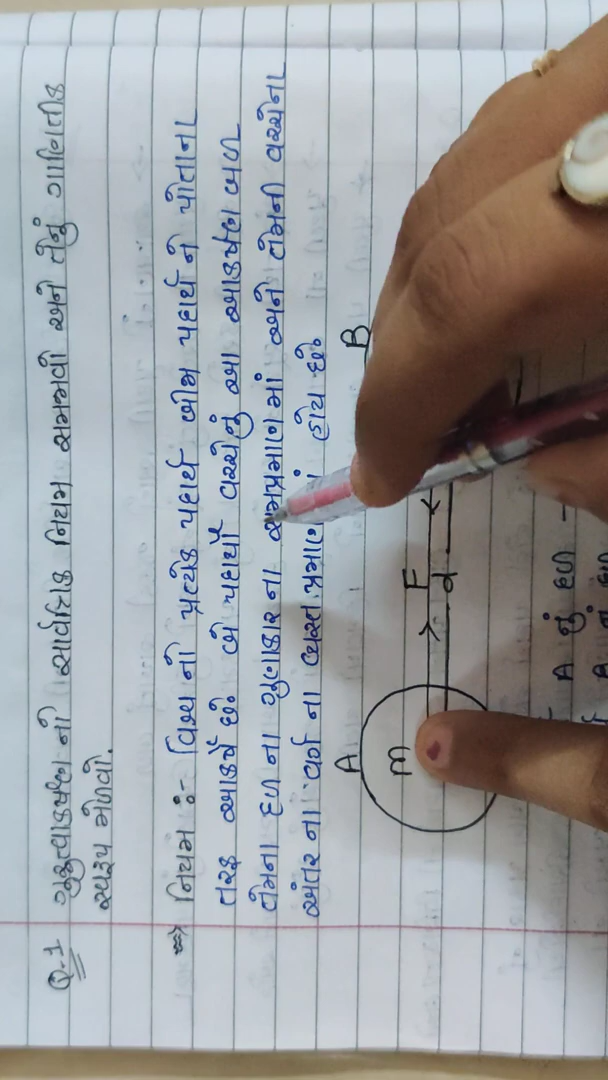 Q-1 ગુરુત્વાકર્ષણ નો સાર્વત્રિક નિયમ સમજાવો અને તેનું ગાણિતીક
સ્વરૂપ મેળવો.
⇒ નિયમ :- વિશ્વ નો પ્રત્યેક પદાર્થ બીજા પદાર્થ ને પોતાના
તરફ આકર્ષે છે બે પદાર્થો વચ્ચેનું આ આકર્ષણ બળ
તેમના દળ ના ગુણાકાર ના સમપ્રમાણ માં અને તેમની વચ્ચેના
અંતર ના વર્ગ ના વ્યસ્ત પ્રમાણ હોય છે
A B
m F
d
A નું દળ -